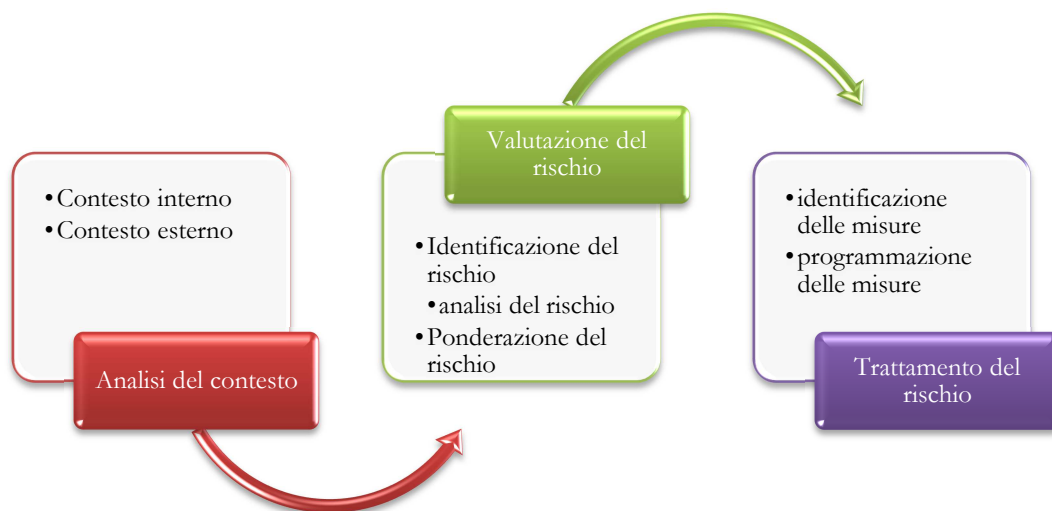 •Contesto interno
•Contesto esterno
Analisi del contesto
Valutazione del
rischio
•Identificazione del
rischio
•analisi del rischio
•Ponderazione del
rischio
•identificazione
delle misure
•programmazione
delle misure
Trattamento del
rischio